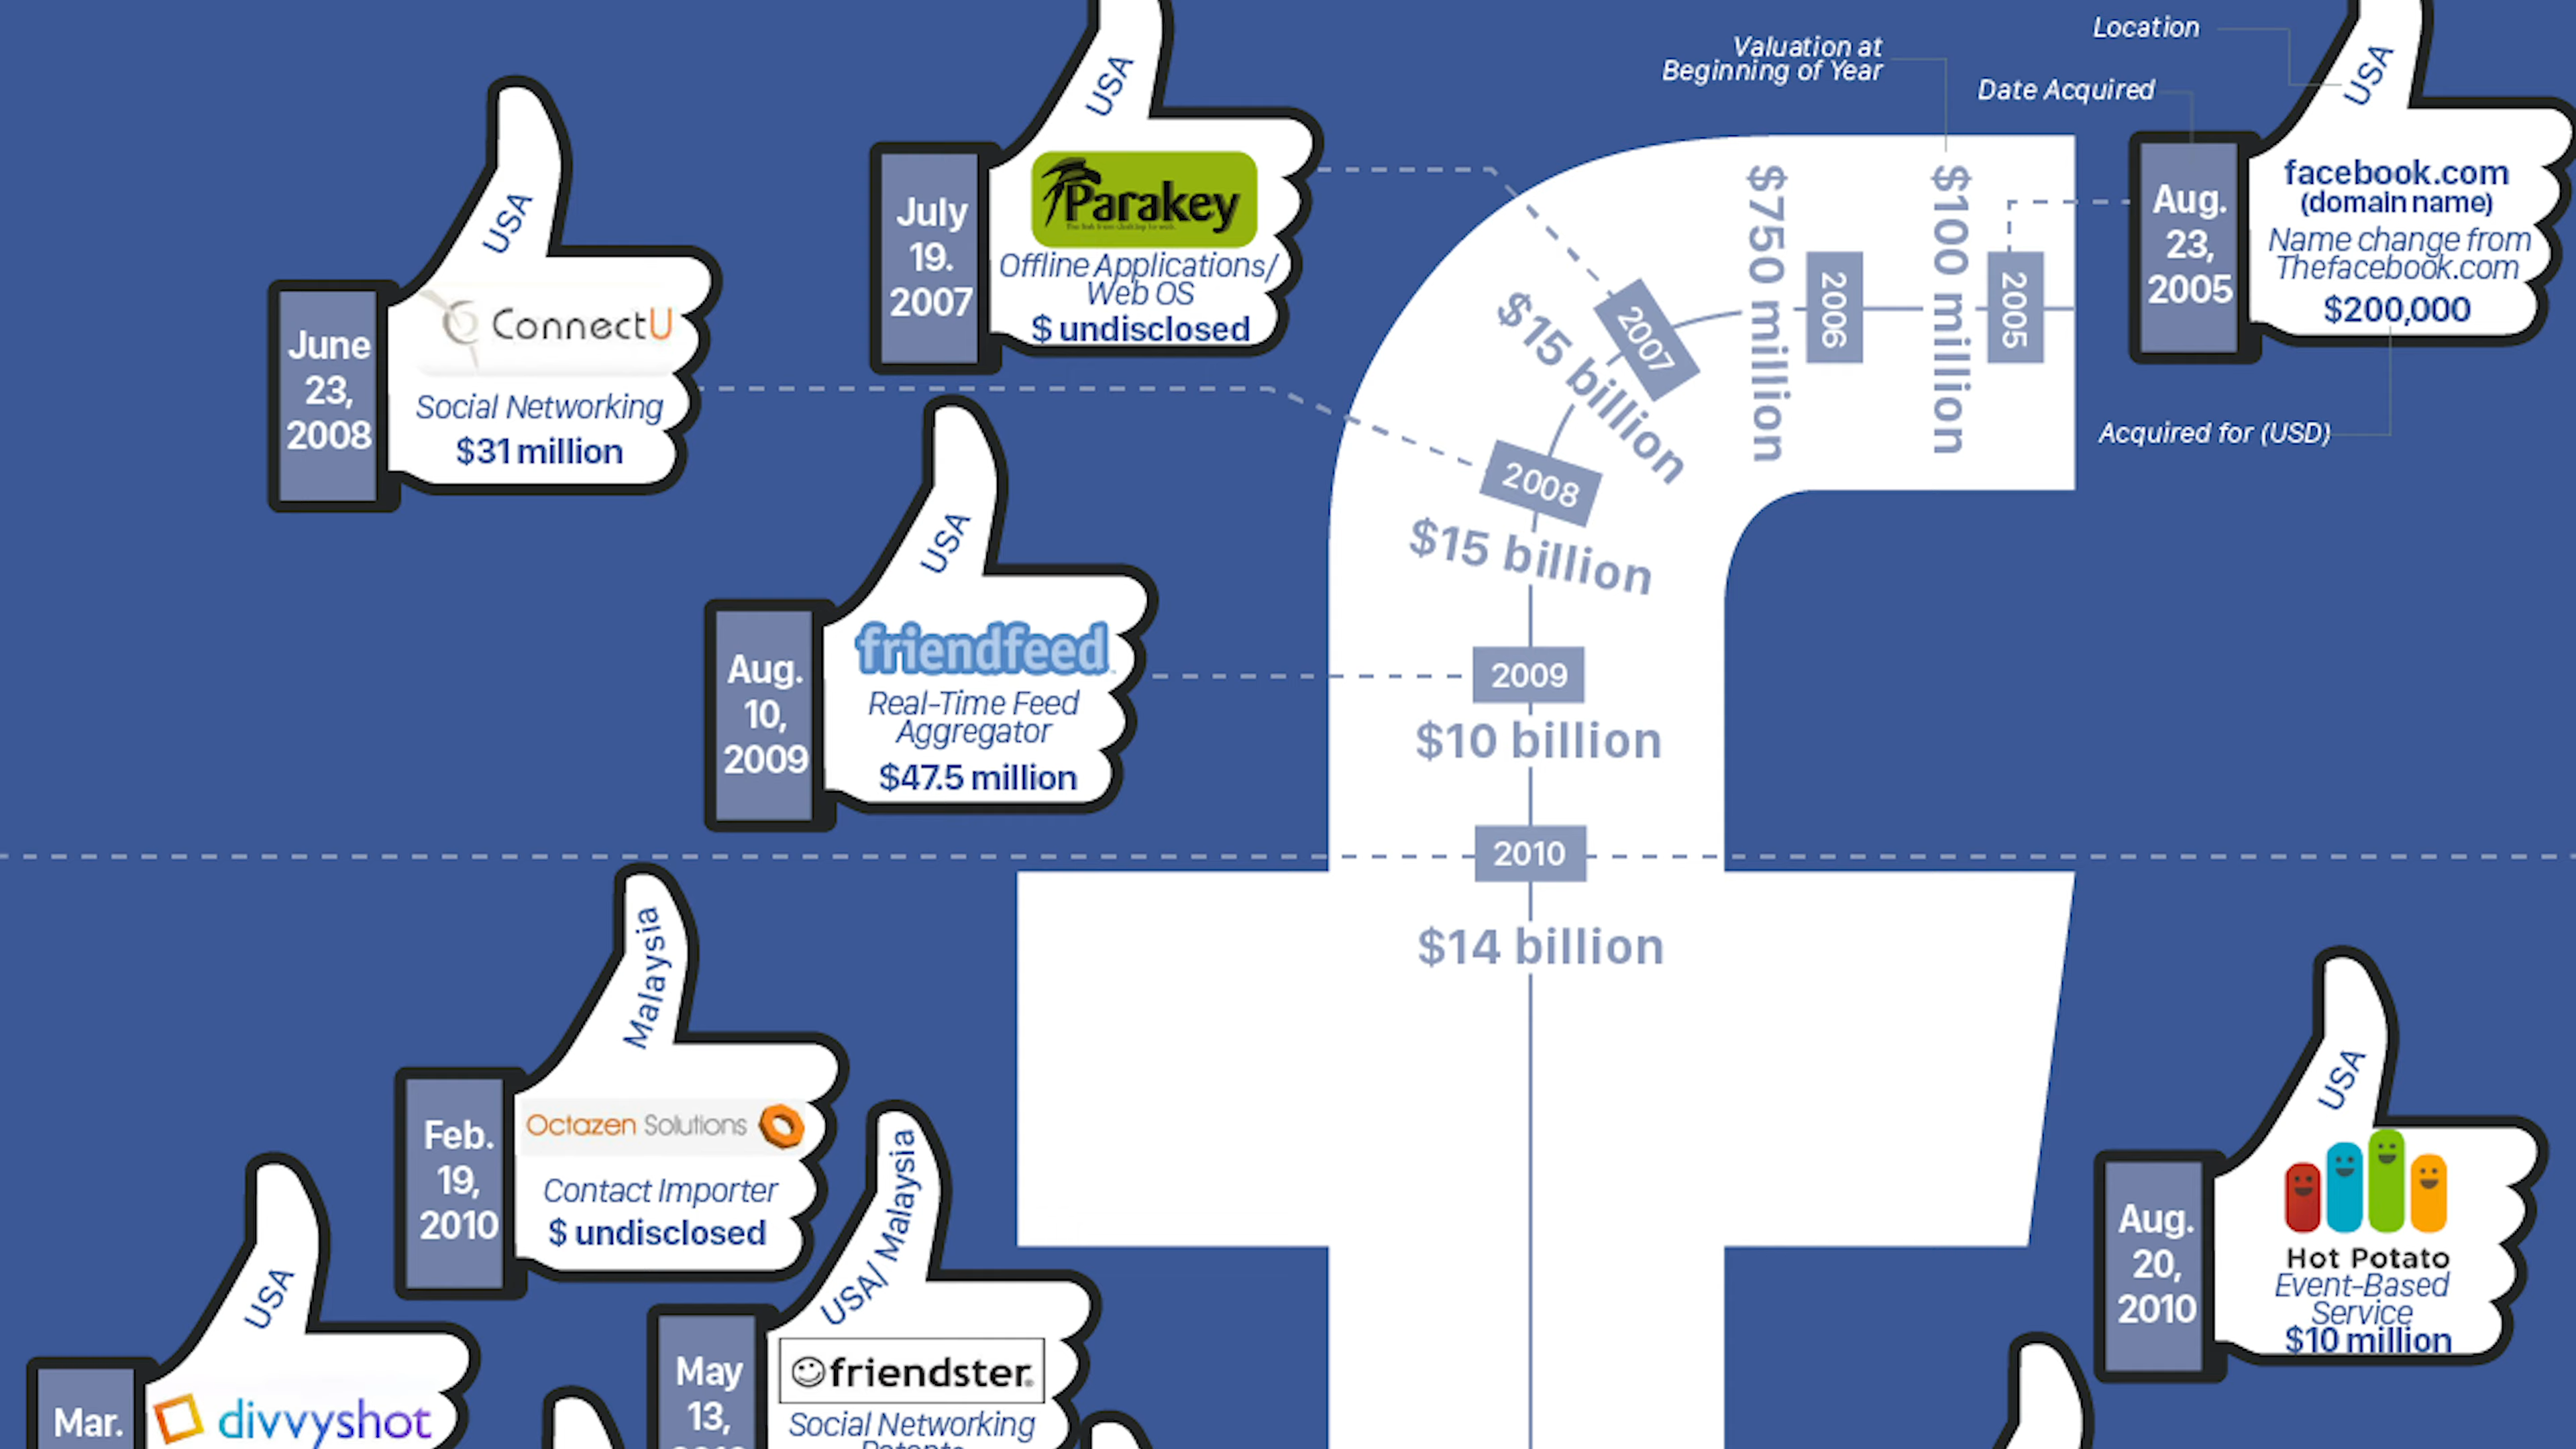 Location
USA
Valuation at
Beginning of Year
Date Acquired
Aug.
23,
2005
facebook.com
(domain name)
Name change from
Thefacebook.com
$200,000
Acquired for (USD)
2005
$100 million
2006
$750 million
2007
$15 billion
2008
$15 billion
2009
$10 billion
2010
$14 billion
USA
July
19.
2007
Parakey
Offline Applications/
Web OS
$ undisclosed
USA
June
23,
2008
ConnectU
Social Networking
$31 million
USA
Aug.
10,
2009
friendfeed
Real-Time Feed
Aggregator
$47.5 million
Malaysia
Feb.
19,
2010
Octazen Solutions
Contact Importer
$ undisclosed
USA
Mar.
divvyshot
USA/ Malaysia
May
13,
friendster
Social Networking
USA
Aug.
20,
2010
Hot Potato
Event-Based
Service
$10 million